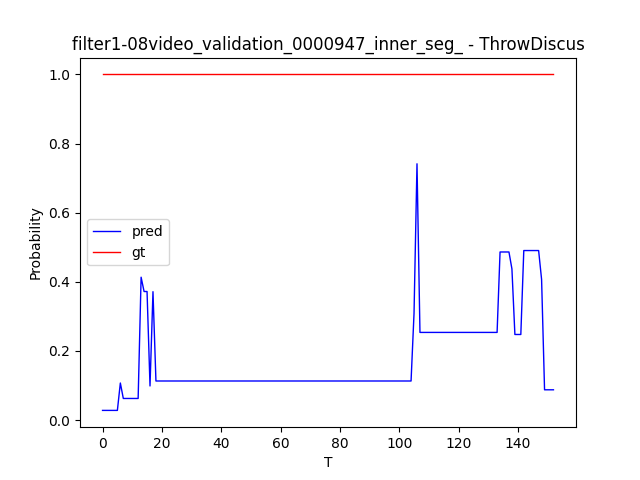 filter1-08video_validation_0000947_inner_seg_ - ThrowDiscus
1.0
0.8
0.6
0.4
0.2
0.0
Probability
pred
gt
0 20 40 60 80 100 120 140
T